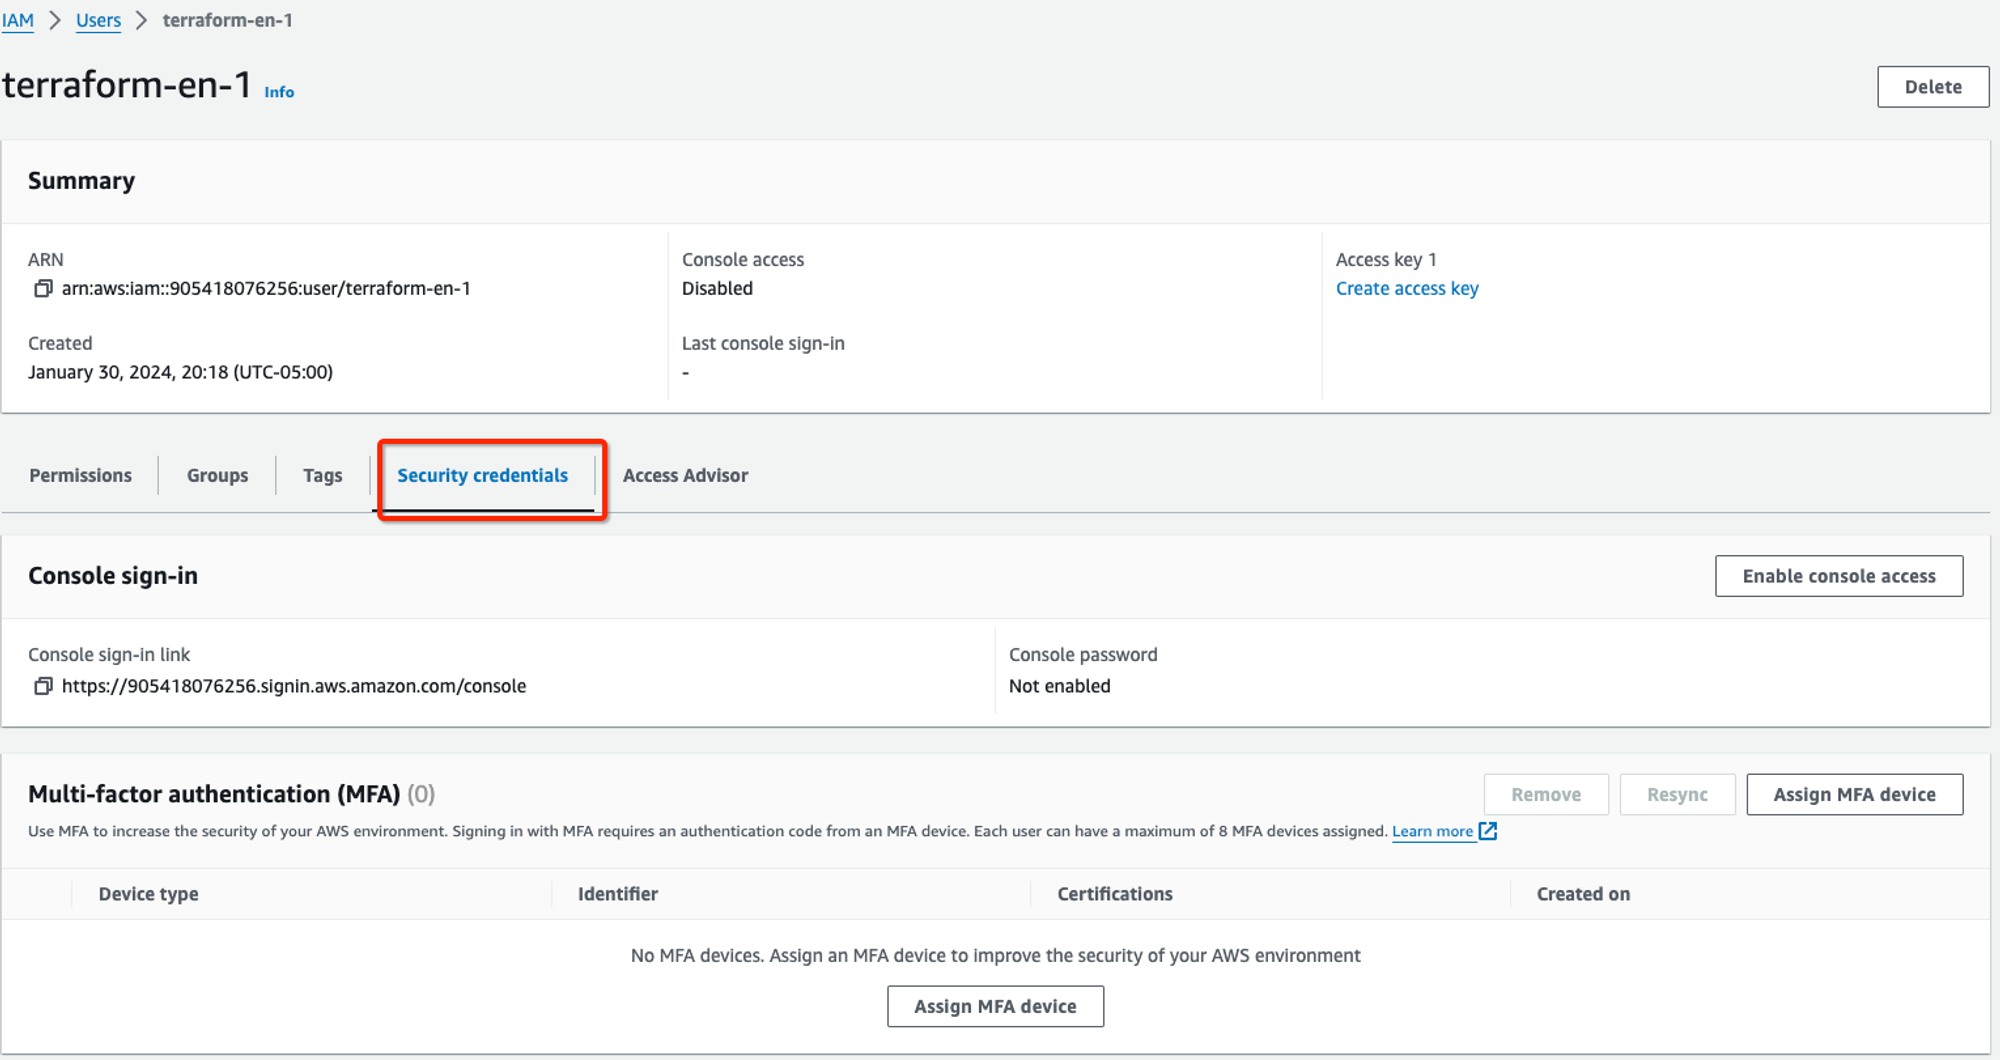 IAM > Users > terraform-en-1
terraform-en-1 Info
Delete
Summary
ARN
arn:aws:iam::905418076256:user/terraform-en-1
Created
January 30, 2024, 20:18 (UTC-05:00)
Console access
Disabled
Last console sign-in
-
Access key 1
Create access key
Permissions
Groups
Tags
Security credentials
Access Advisor
Console sign-in
Enable console access
Console sign-in link
https://905418076256.signin.aws.amazon.com/console
Console password
Not enabled
Multi-factor authentication (MFA) (0)
Remove
Resync
Assign MFA device
Use MFA to increase the security of your AWS environment. Signing in with MFA requires an authentication code from an MFA device. Each user can have a maximum of 8 MFA devices assigned. Learn more
Device type
Identifier
Certifications
Created on
No MFA devices. Assign an MFA device to improve the security of your AWS environment
Assign MFA device